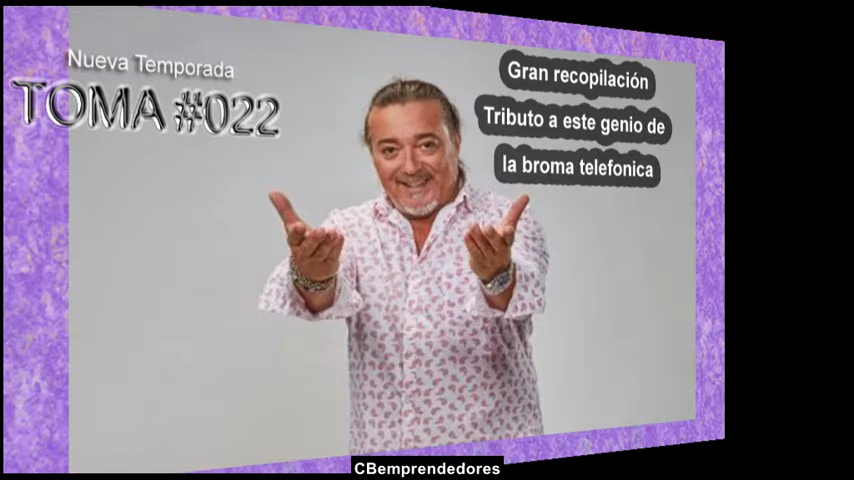 Nueva Temporada
TOMA #022
Gran recopilación
Tributo a este genio de
la broma telefonica
CBemprendedores